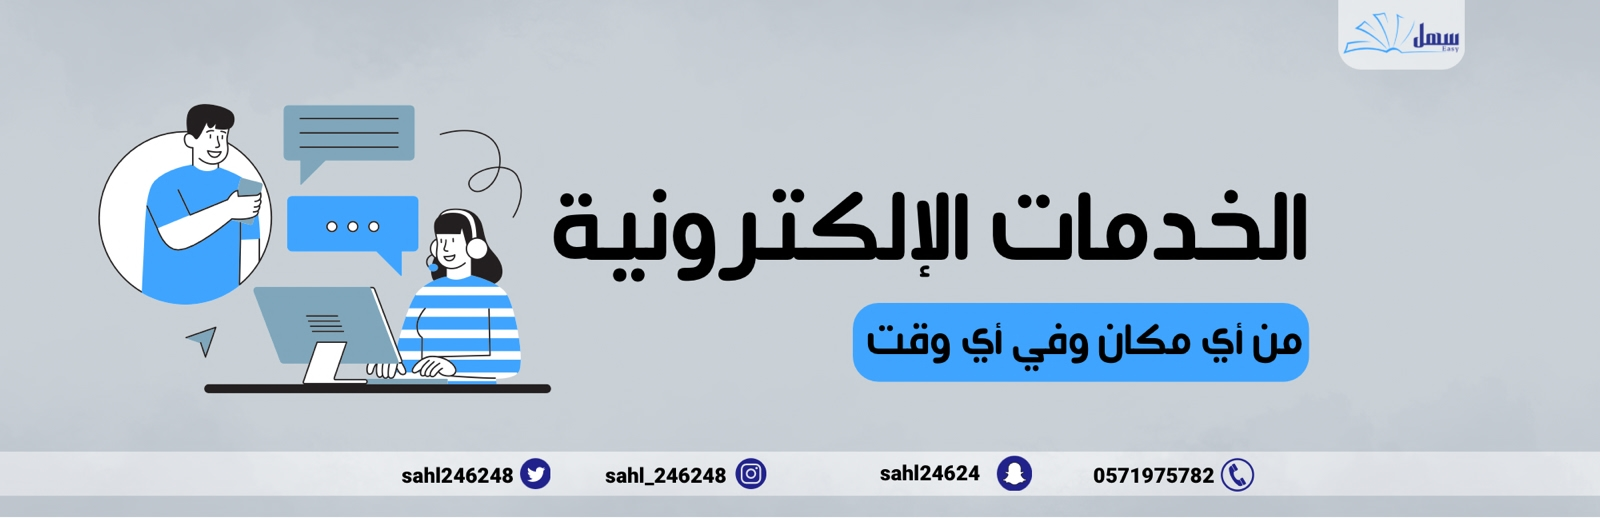 سهل
Easy
الخدمات الإلكترونية
من أي مكان وفي أي وقت
0571975782
sahl24624
sahl_246248
sahl246248